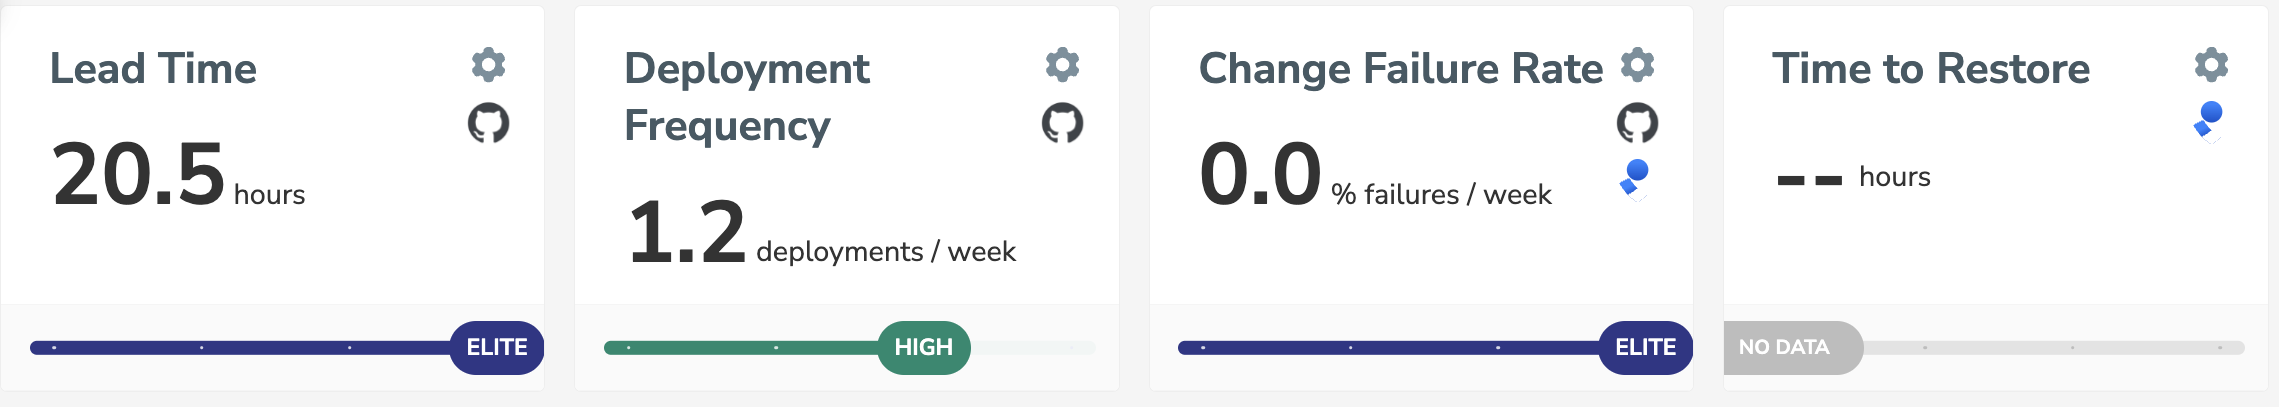 Lead Time
20.5 hours
ELITE
Deployment
Frequency
1.2 deployments / week
HIGH
Change Failure Rate
0.0 % failures / week
ELITE
Time to Restore
-- hours
NO DATA